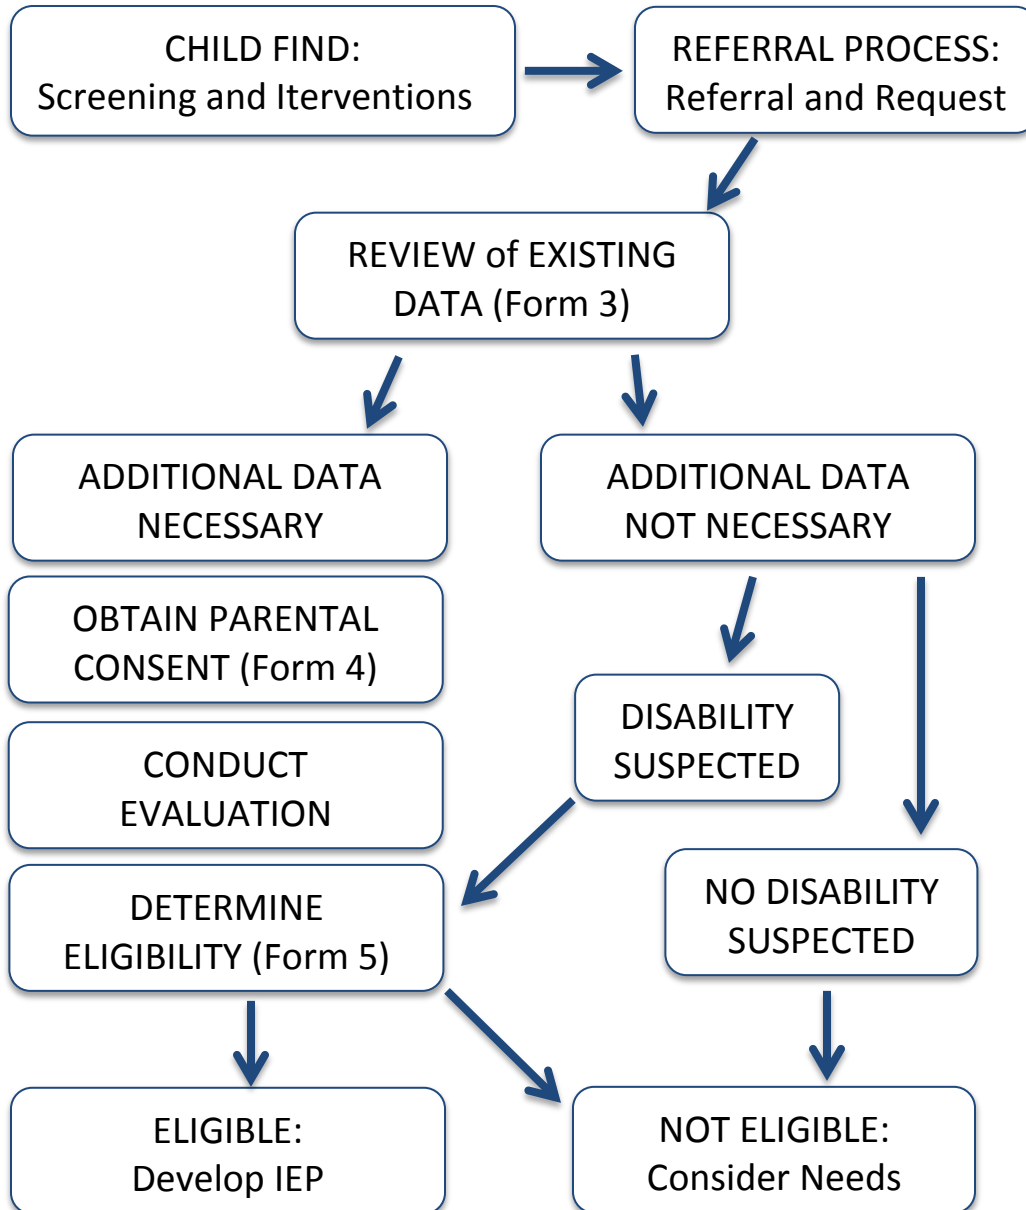 CHILD FIND:
Screening and Iterventions
REFERRAL PROCESS:
Referral and Request
REVIEW of EXISTING
DATA (Form 3)
ADDITIONAL DATA
NECESSARY
ADDITIONAL DATA
NOT NECESSARY
OBTAIN PARENTAL
CONSENT (Form 4)
DISABILITY
SUSPECTED
CONDUCT
EVALUATION
DETERMINE
ELIGIBILITY (Form 5)
NO DISABILITY
SUSPECTED
ELIGIBLE:
Develop IEP
NOT ELIGIBLE:
Consider Needs